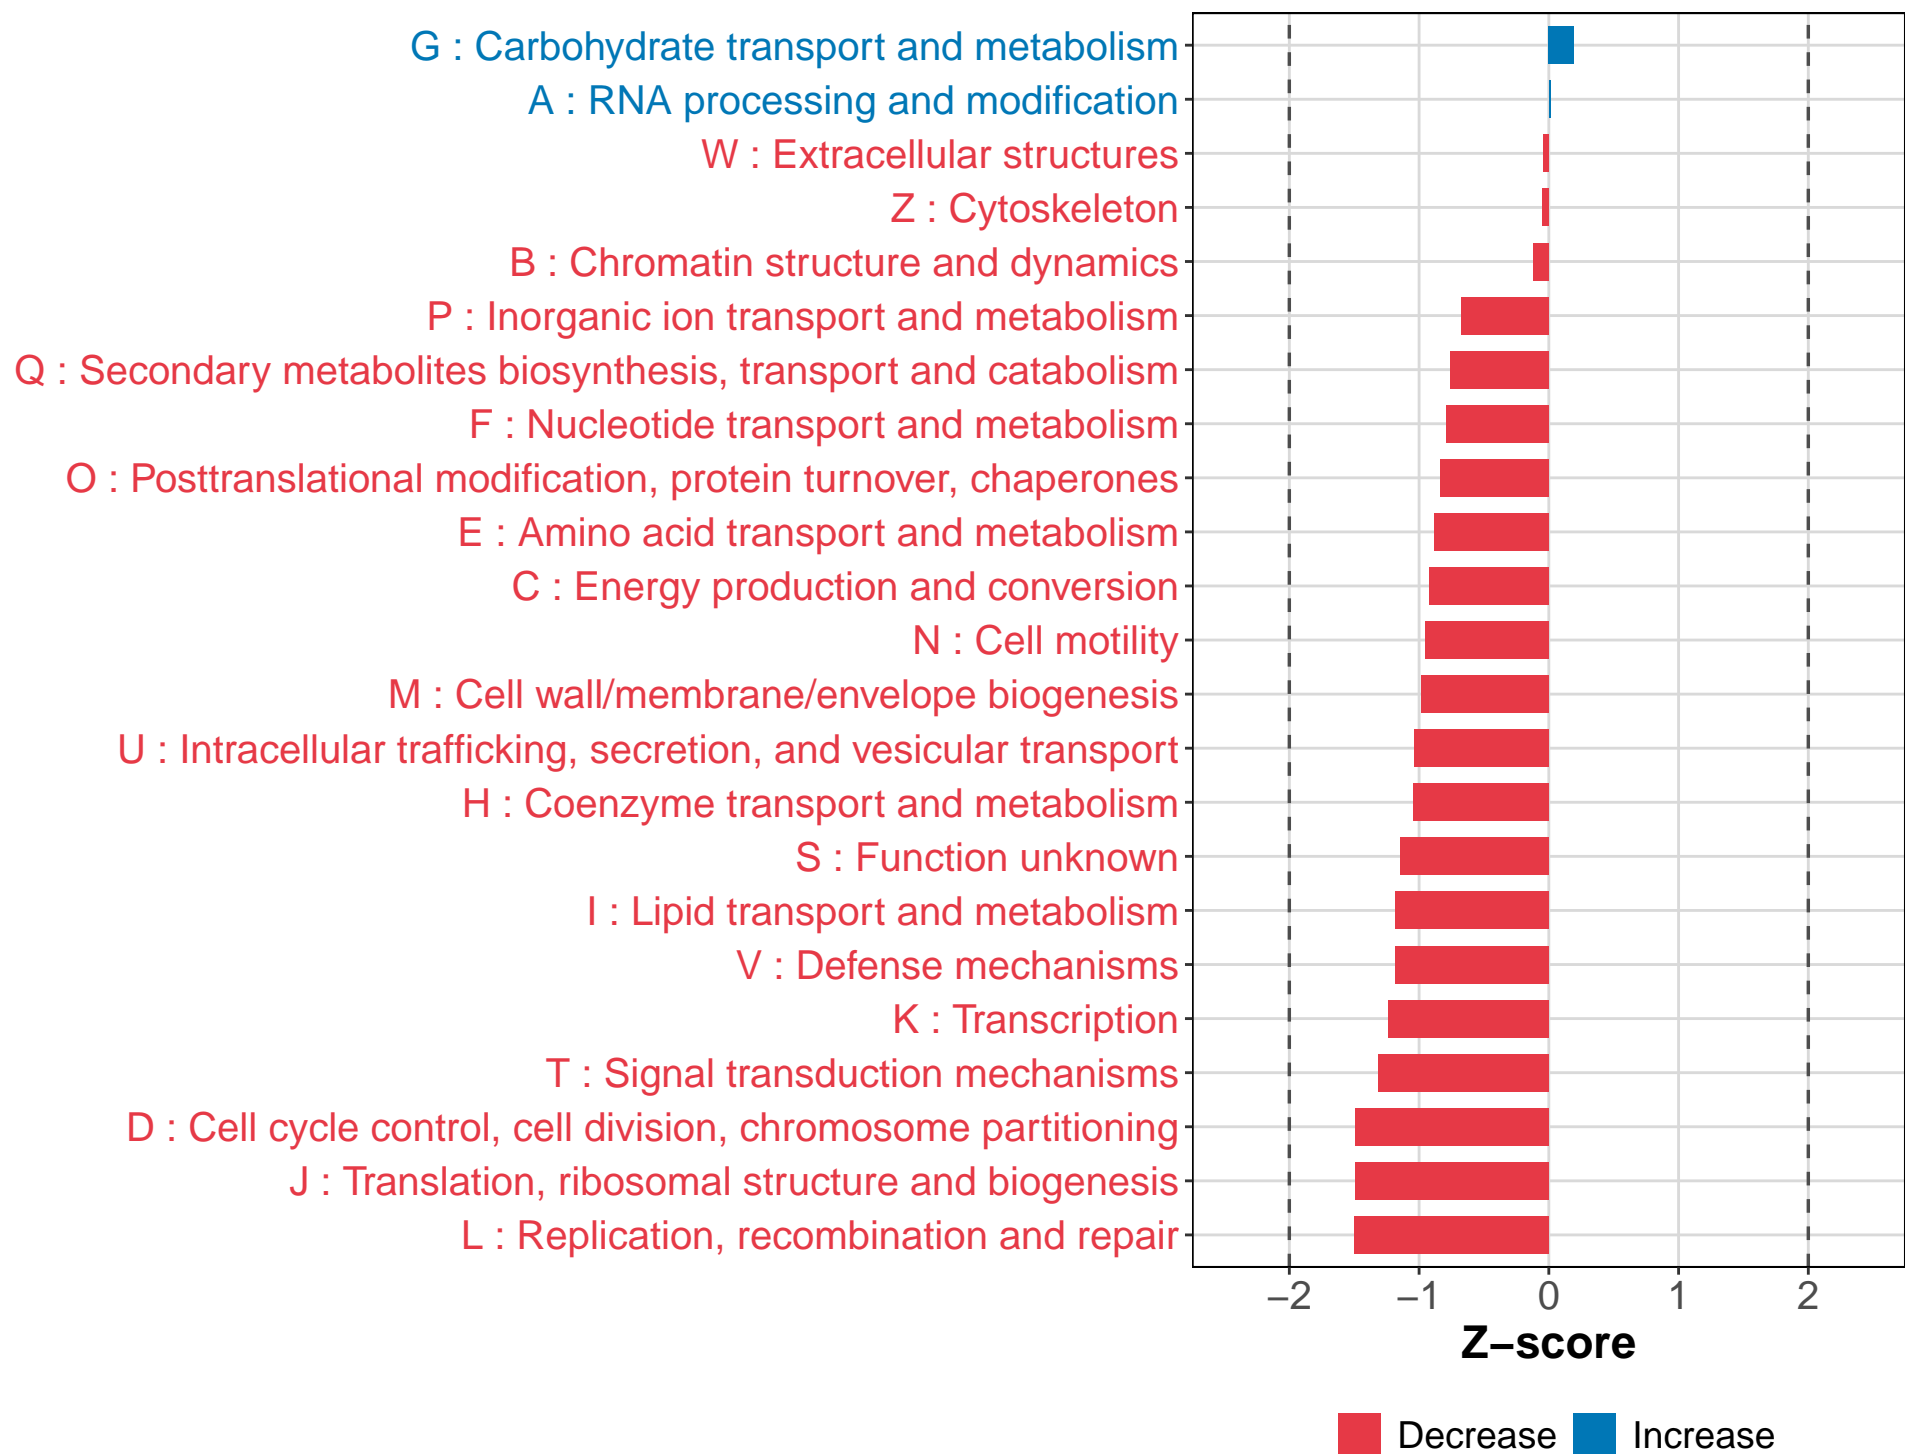 G : Carbohydrate transport and metabolism
A : RNA processing and modification
W : Extracellular structures
Z : Cytoskeleton
B : Chromatin structure and dynamics
P : Inorganic ion transport and metabolism
Q : Secondary metabolites biosynthesis, transport and catabolism
F : Nucleotide transport and metabolism
O : Posttranslational modification, protein turnover, chaperones
E : Amino acid transport and metabolism
C : Energy production and conversion
N : Cell motility
M : Cell wall/membrane/envelope biogenesis
U : Intracellular trafficking, secretion, and vesicular transport
H : Coenzyme transport and metabolism
S : Function unknown
I : Lipid transport and metabolism
V : Defense mechanisms
K : Transcription
T : Signal transduction mechanisms
D : Cell cycle control, cell division, chromosome partitioning
J : Translation, ribosomal structure and biogenesis
L : Replication, recombination and repair
−2 −1 0 1 2
Z−score
Decrease Increase